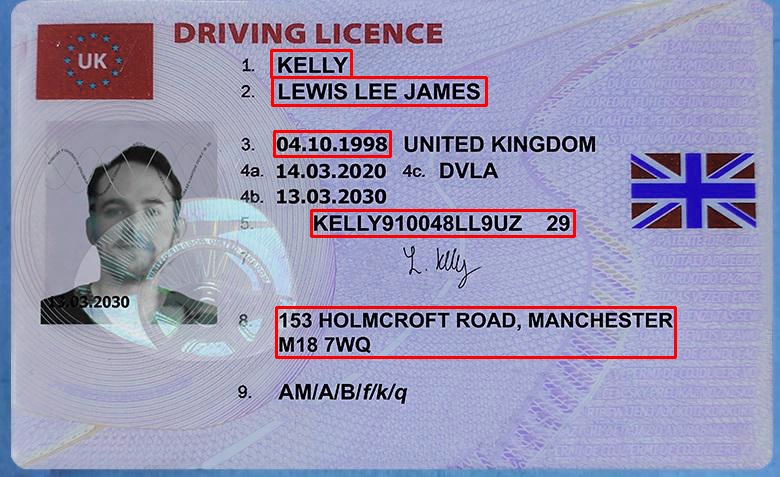 DRIVING LICENCE
UK
1. KELLY
2. LEWIS LEE JAMES
3. 04.10.1998 UNITED KINGDOM
4a. 14.03.2020 4c. DVLA
4b. 13.03.2030
5. KELLY910048LL9UZ 29
L. Kelly
13.03.2030
8. 153 HOLMCROFT ROAD, MANCHESTER
M18 7WQ
9. AM/A/B/f/k/q